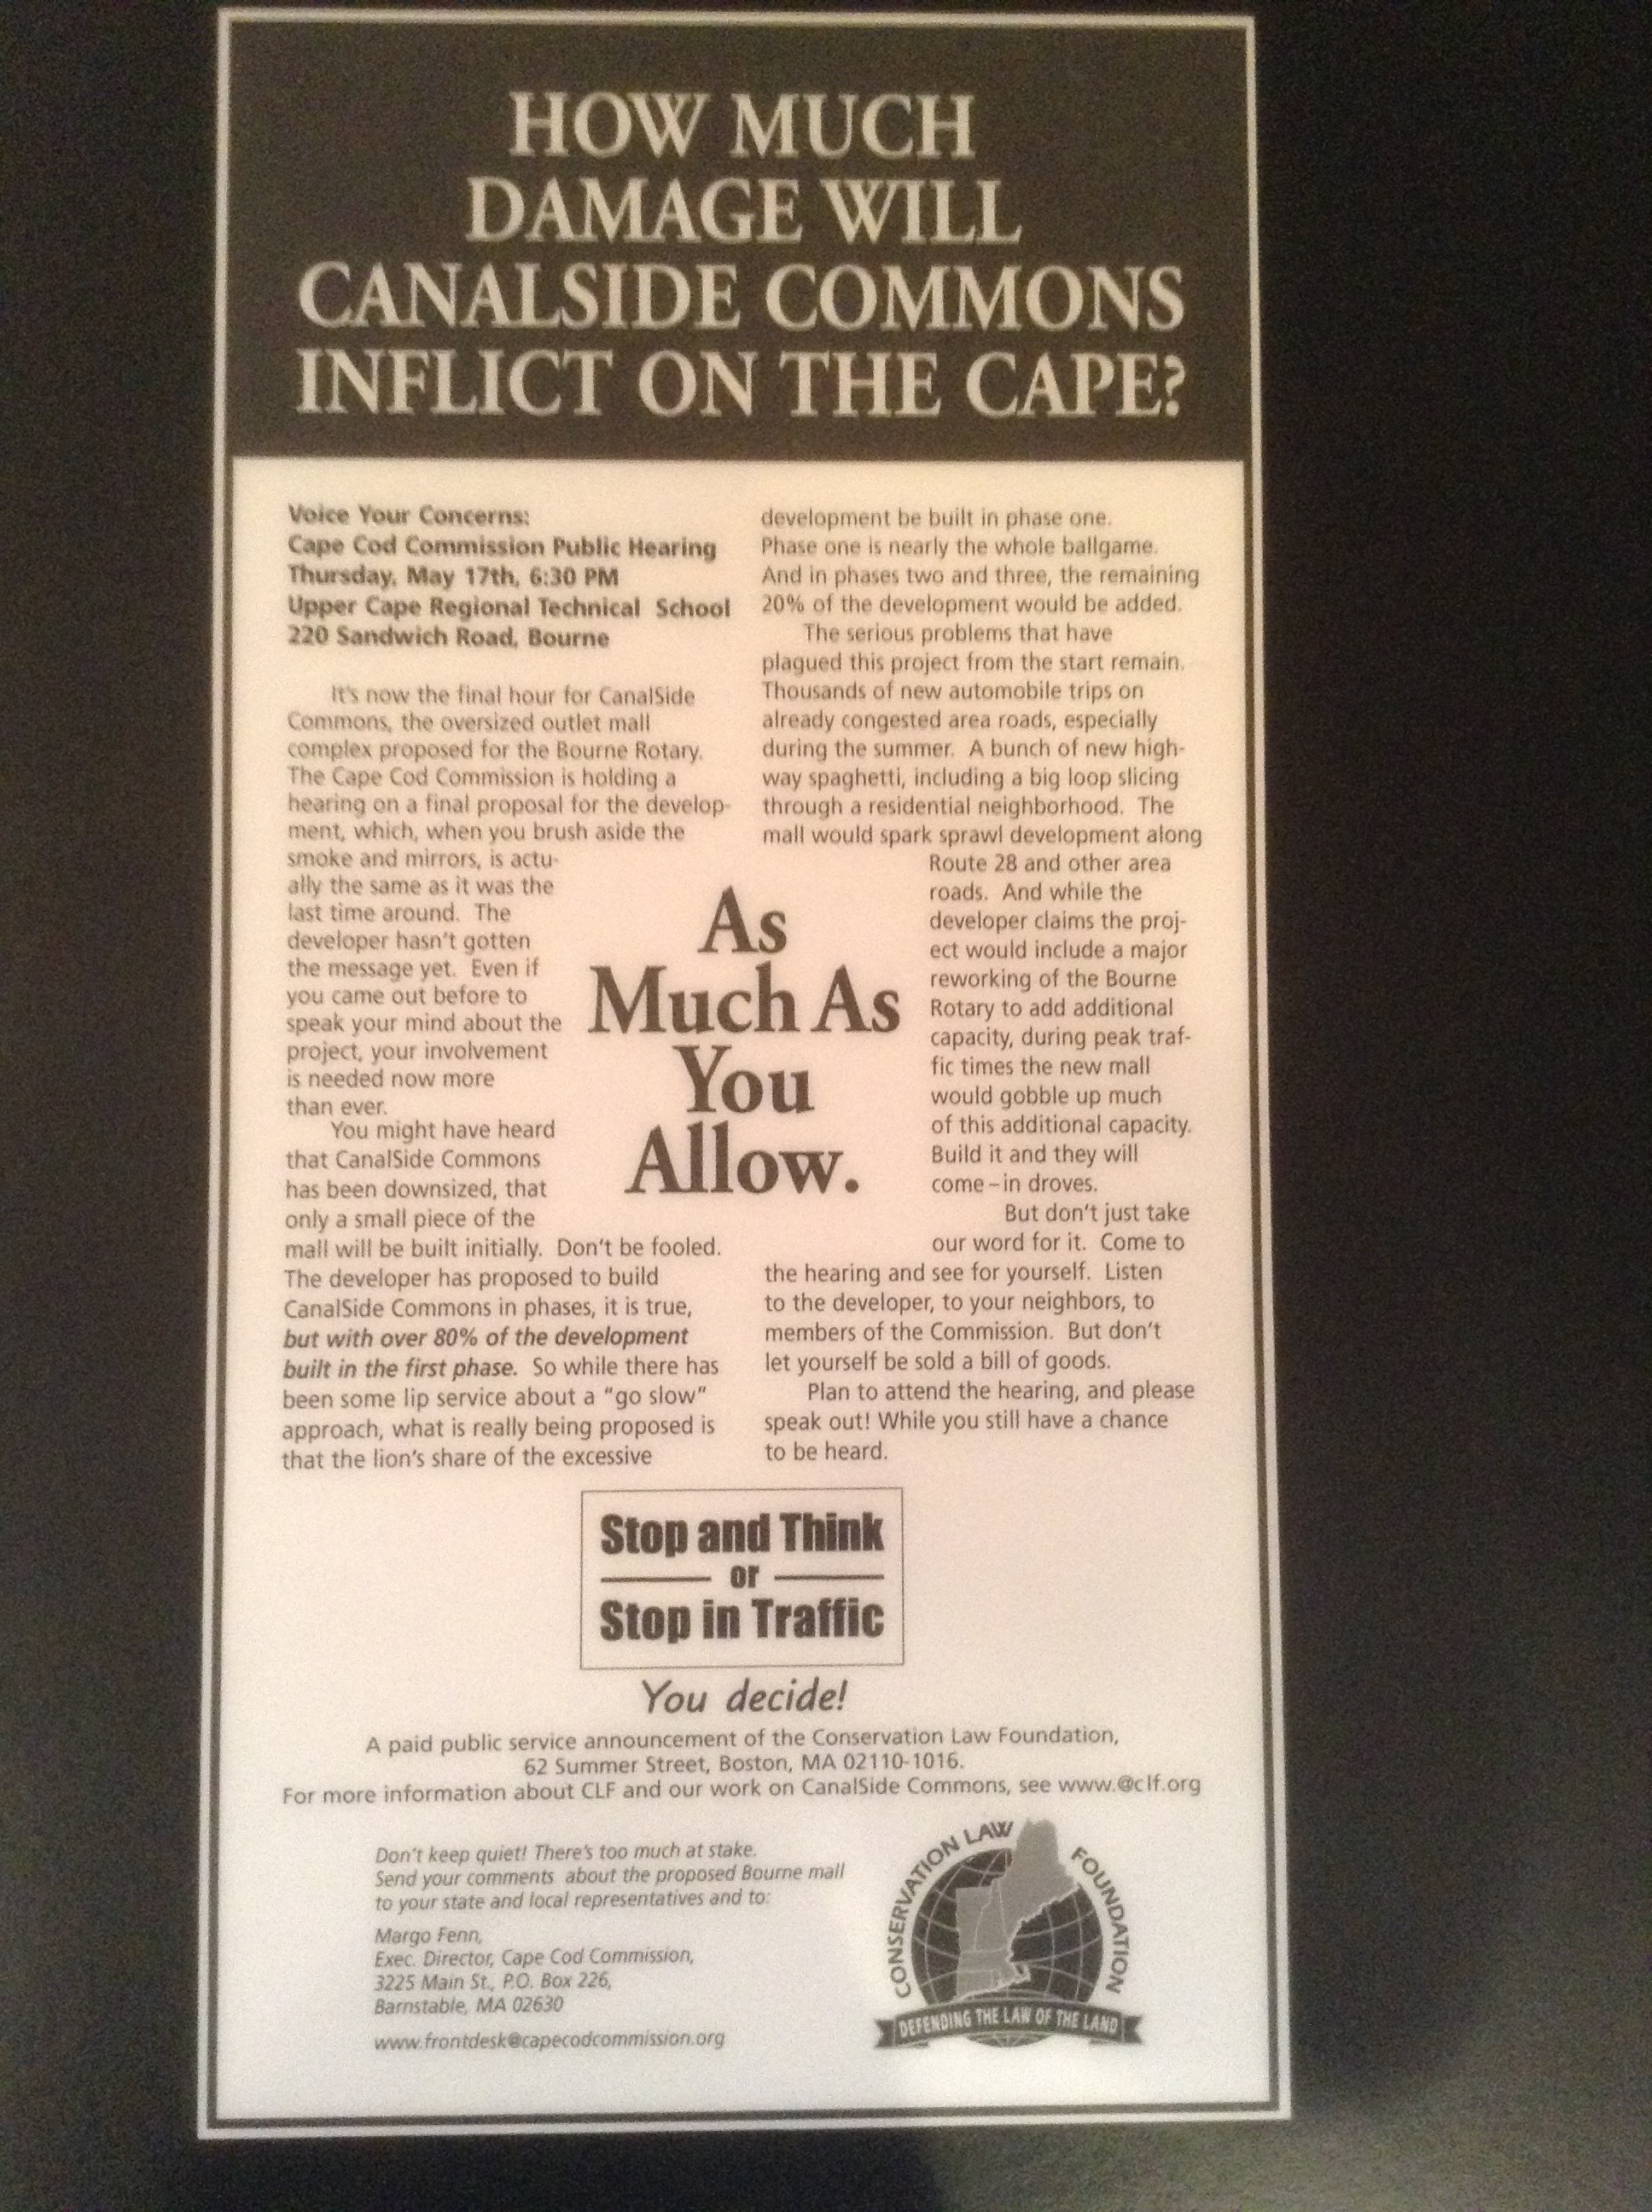 HOW MUCH
DAMAGE WILL
CANALSIDE COMMONS
INFLICT ON THE CAPE?
Voice Your Concerns:
Cape Cod Commission Public Hearing
Thursday, May 17th, 6:30 PM
Upper Cape Regional Technical School
220 Sandwich Road, Bourne
It's now the final hour for CanalSide
Commons, the oversized outlet mall
complex proposed for the Bourne Rotary.
The Cape Cod Commission is holding a
hearing on a final proposal for the develop-
ment, which, when you brush aside the
smoke and mirrors, is actu-
ally the same as it was the
last time around. The
developer hasn't gotten
the message yet. Even if
you came out before to
speak your mind about the
project, your involvement
is needed now more
than ever.
You might have heard
that CanalSide Commons
has been downsized, that
only a small piece of the
mall will be built initially. Don't be fooled.
The developer has proposed to build
CanalSide Commons in phases, it is true,
but with over 80% of the development
built in the first phase. So while there has
been some lip service about a "go slow"
approach, what is really being proposed is
that the lion's share of the excessive
development be built in phase one.
Phase one is nearly the whole ballgame.
And in phases two and three, the remaining
20% of the development would be added.
The serious problems that have
plagued this project from the start remain.
Thousands of new automobile trips on
already congested area roads, especially
during the summer. A bunch of new high-
way spaghetti, including a big loop slicing
through a residential neighborhood. The
mall would spark sprawl development along
Route 28 and other area
roads. And while the
developer claims the proj-
ect would include a major
reworking of the Bourne
Rotary to add additional
capacity, during peak traf-
fic times the new mall
would gobble up much
of this additional capacity.
Build it and they will
come – in droves.
But don't just take
our word for it. Come to
the hearing and see for yourself. Listen
to the developer, to your neighbors, to
members of the Commission. But don't
let yourself be sold a bill of goods.
Plan to attend the hearing, and please
speak out! While you still have a chance
to be heard.
As
Much As
You
Allow.
Stop and Think
or
Stop in Traffic
You decide!
A paid public service announcement of the Conservation Law Foundation,
62 Summer Street, Boston, MA 02110-1016.
For more information about CLF and our work on CanalSide Commons, see www.@clf.org
Don't keep quiet! There's too much at stake.
Send your comments about the proposed Bourne mall
to your state and local representatives and to:
Margo Fenn,
Exec. Director, Cape Cod Commission,
3225 Main St., P.O. Box 226,
Barnstable, MA 02630
www.frontdesk@capecodcommission.org
CONSERVATION LAW FOUNDATION
DEFENDING THE LAW OF THE LAND